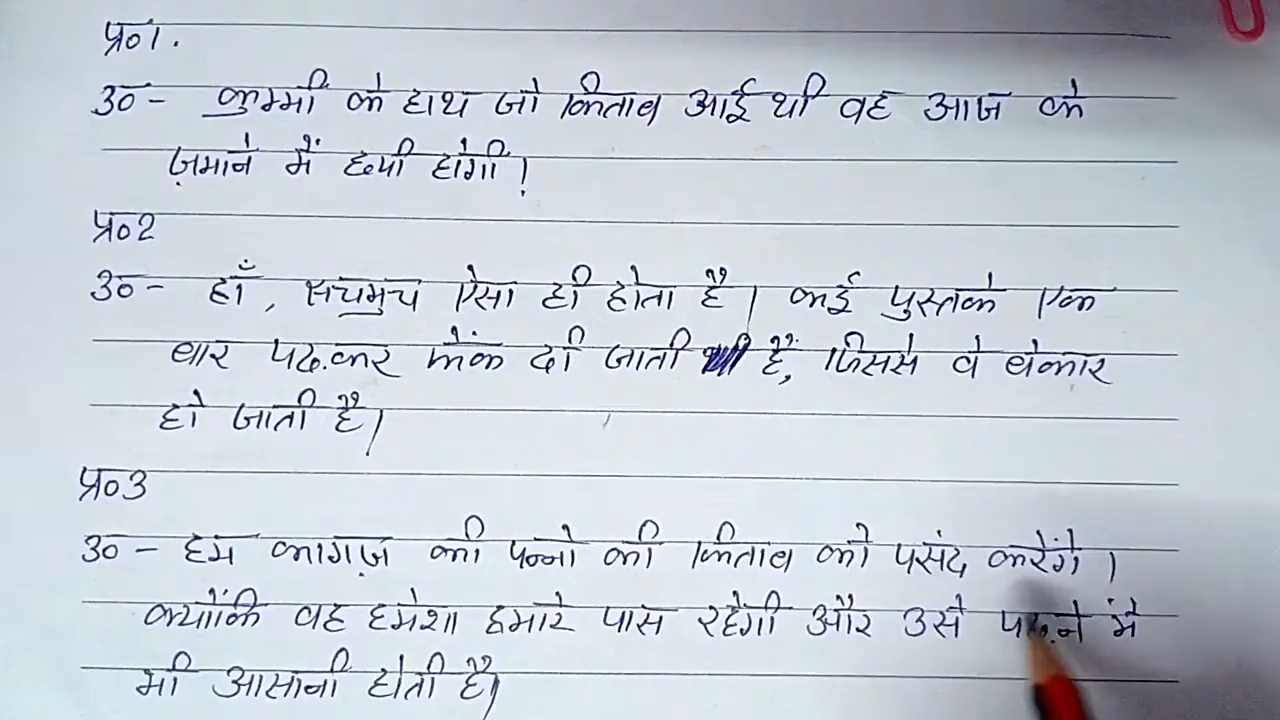 प्र०1.
उ०- कुम्मी के हाथ जो किताब आई थी वह आज के
ज़माने में छपी होगी।
प्र०2
उ०- हाँ, सचमुच ऐसा ही होता है। कई पुस्तके एक
बार पढ़कर फेंक दी जाती हैं, जिससे वे बेकार
हो जाती है।
प्र०3
उ०- हम कागज़ की पन्नो की किताब को पसंद करेंगे।
क्योंकि वह हमेशा हमारे पास रहेगी और उसे पढ़ने में
भी आसानी होती है।